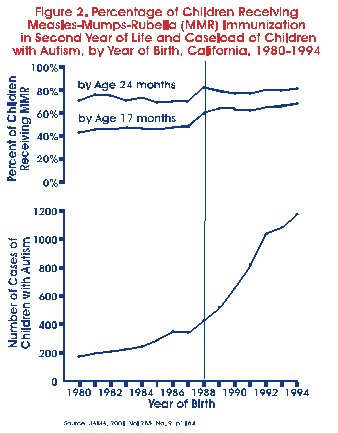 Figure 2. Percentage of Children Receiving
Measles-Mumps-Rubella (MMR) Immunization
in Second Year of Life and Caseload of Children
with Autism, by Year of Birth, California, 1980-1994
Percent of Children
Receiving MMR
100%
80%
60%
40%
20%
0%
by Age 24 months
by Age 17 months
Number of Cases of
Children with Autism
1200
1000
800
600
400
200
0
1980 1982 1984 1986 1988 1990 1992 1994
Year of Birth
Source: JAMA, 2001